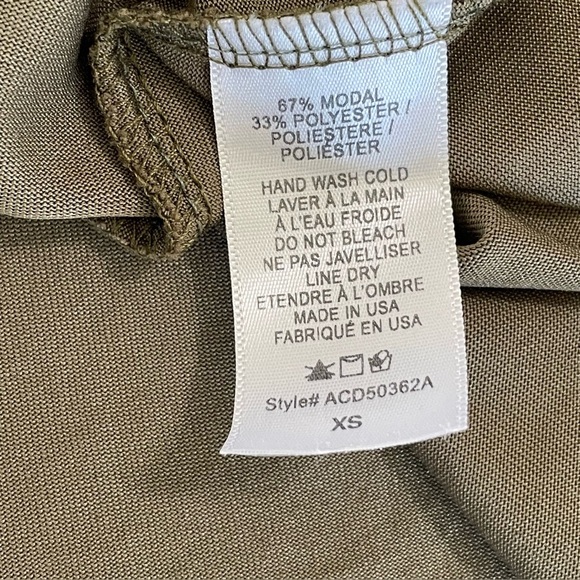 67% MODAL
33% POLYESTER /
POLIESTERE /
POLIÉSTER
HAND WASH COLD
LAVER À LA MAIN
À L'EAU FROIDE
DO NOT BLEACH
NE PAS JAVELLISER
LINE DRY
ETENDRE À L'OMBRE
MADE IN USA
FABRIQUÉ EN USA
Style# ACD50362A
XS